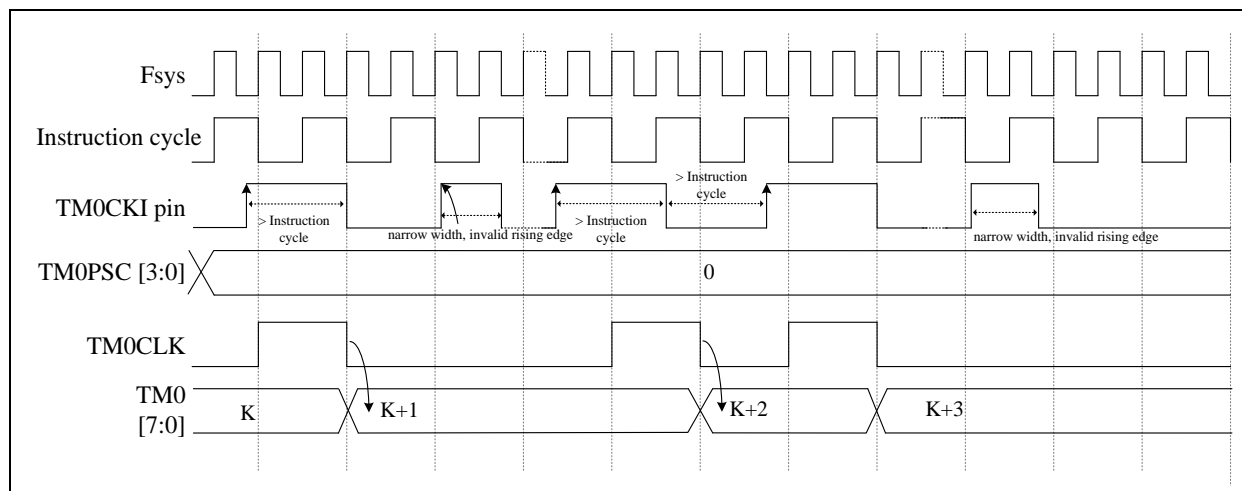 Fsys
Instruction cycle
TM0CKI pin
> Instruction
cycle
narrow width, invalid rising edge
> Instruction
cycle
> Instruction
cycle
narrow width, invalid rising edge
TM0PSC [3:0]
0
TM0CLK
TM0
[7:0]
K
K+1
K+2
K+3